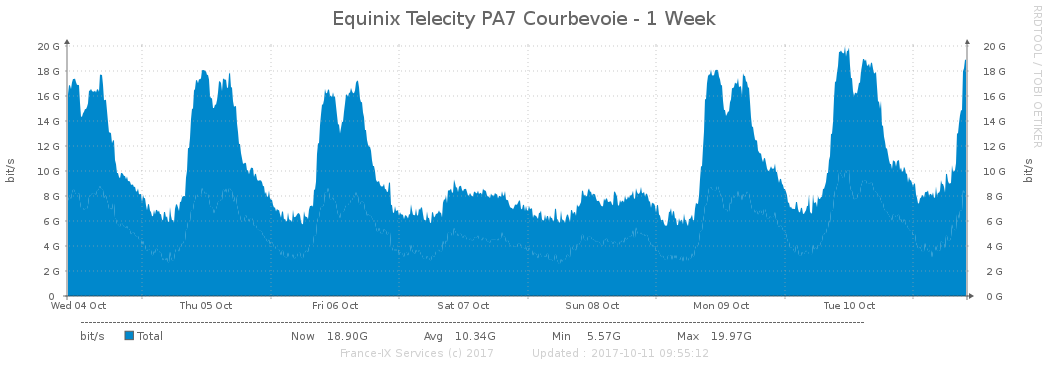 Equinix Telecity PA7 Courbevoie - 1 Week
RRDTOOL / TOBI OETIKER
bit/s
20 G 20 G
18 G 18 G
16 G 16 G
14 G 14 G
12 G 12 G
10 G 10 G
8 G 8 G
6 G 6 G
4 G 4 G
2 G 2 G
0 0 G
bit/s
Wed 04 Oct Thu 05 Oct Fri 06 Oct Sat 07 Oct Sun 08 Oct Mon 09 Oct Tue 10 Oct
bit/s Total Now 18.90G Avg 10.34G Min 5.57G Max 19.97G
France-IX Services (c) 2017 Updated : 2017-10-11 09:55:12